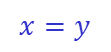 x = y